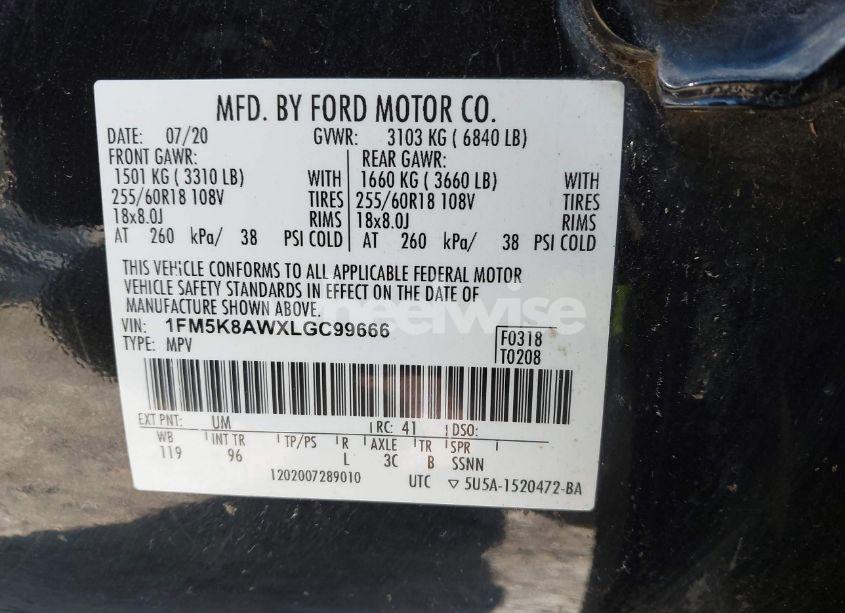 MFD. BY FORD MOTOR CO.
DATE: 07/20 GVWR: 3103 KG ( 6840 LB)
FRONT GAWR: REAR GAWR:
1501 KG ( 3310 LB) WITH 1660 KG ( 3660 LB) WITH
255/60R18 108V TIRES 255/60R18 108V TIRES
18x8.0J RIMS 18x8.0J RIMS
AT 260 kPa/ 38 PSI COLD AT 260 kPa/ 38 PSI COLD
THIS VEHICLE CONFORMS TO ALL APPLICABLE FEDERAL MOTOR
VEHICLE SAFETY STANDARDS IN EFFECT ON THE DATE OF
MANUFACTURE SHOWN ABOVE.
VIN: 1FM5K8AWXLGC99666
TYPE: MPV
F0318
T0208
EXT PNT: UM RC: 41 DSO:
WB INT TR TP/PS R AXLE TR SPR
119 96 L 3C B SSNN
1202007289010 UTC ▽ 5U5A-1520472-BA